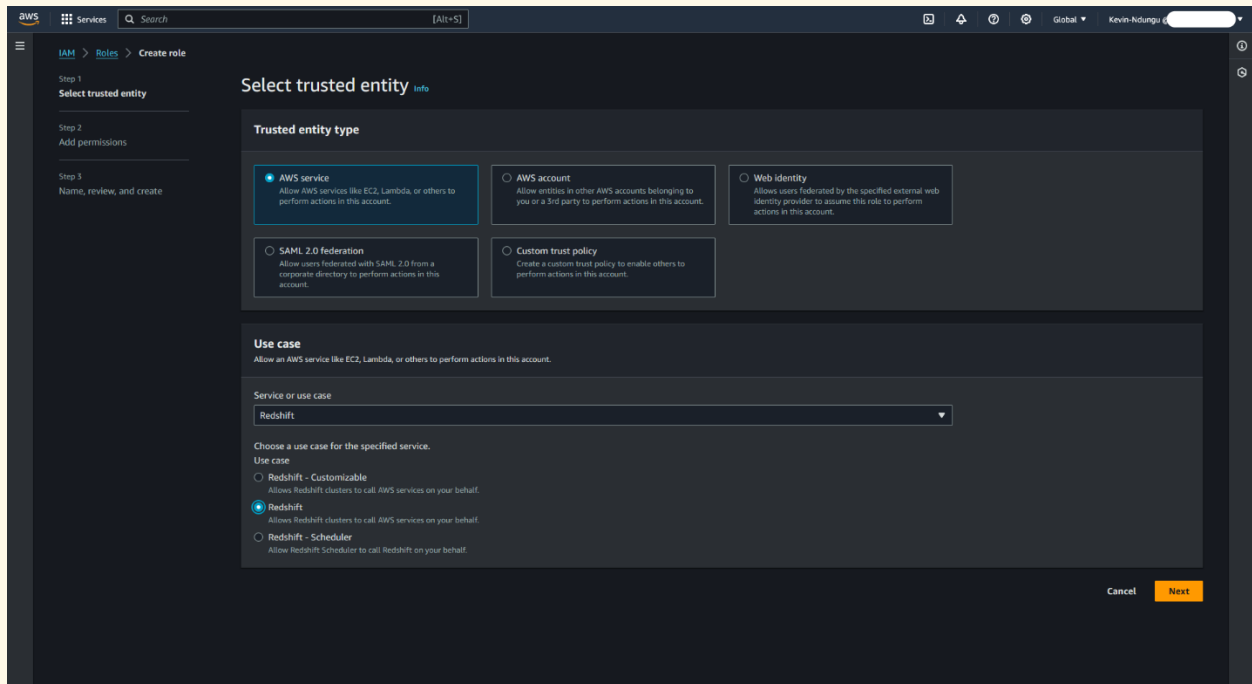 aws
Services
Search
[Alt+S]
Global
Kevin-Ndungu @
IAM > Roles > Create role
Step 1
Select trusted entity
Step 2
Add permissions
Step 3
Name, review, and create
Select trusted entity Info
Trusted entity type
AWS service
Allow AWS services like EC2, Lambda, or others to
perform actions in this account.
AWS account
Allow entities in other AWS accounts belonging to
you or a 3rd party to perform actions in this account.
Web identity
Allows users federated by the specified external web
identity provider to assume this role to perform
actions in this account.
SAML 2.0 federation
Allow users federated with SAML 2.0 from a
corporate directory to perform actions in this
account.
Custom trust policy
Create a custom trust policy to enable others to
perform actions in this account.
Use case
Allow an AWS service like EC2, Lambda, or others to perform actions in this account.
Service or use case
Redshift
Choose a use case for the specified service.
Use case
Redshift - Customizable
Allows Redshift clusters to call AWS services on your behalf.
Redshift
Allows Redshift clusters to call AWS services on your behalf.
Redshift - Scheduler
Allow Redshift Scheduler to call Redshift on your behalf.
Cancel
Next